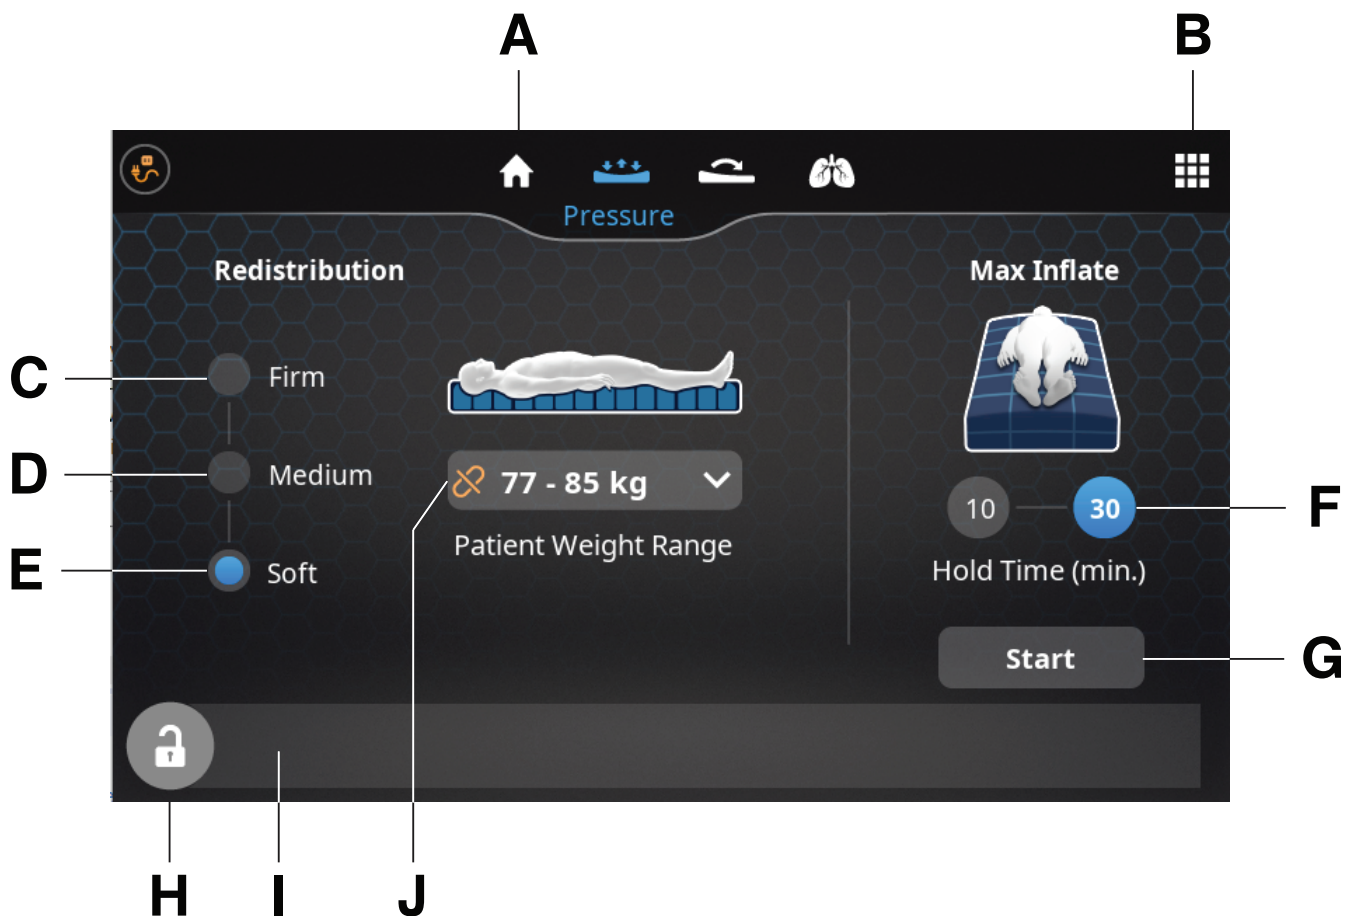 A B
Pressure
Redistribution
Max Inflate
C Firm
D Medium
77 - 85 kg
10 30 F
Patient Weight Range
E Soft
Hold Time (min.)
Start G
H I J